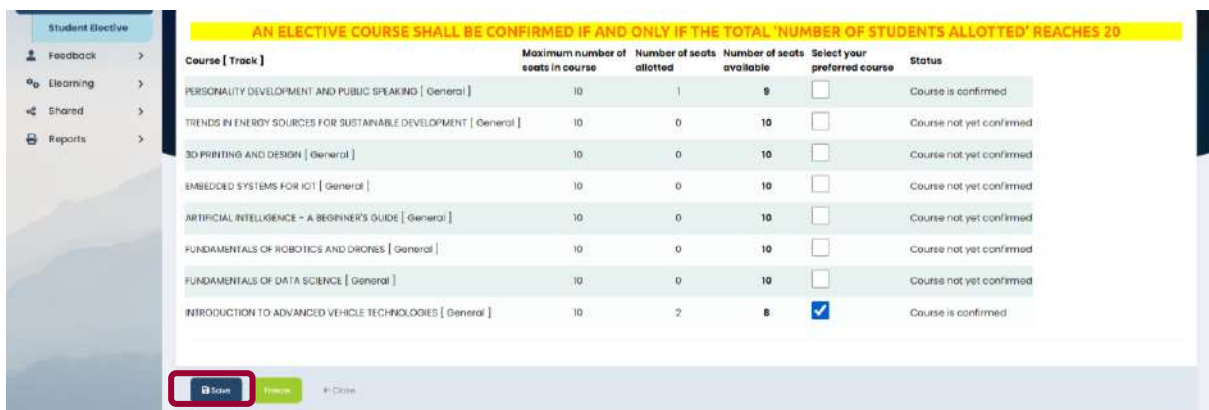 Student Elective
AN ELECTIVE COURSE SHALL BE CONFIRMED IF AND ONLY IF THE TOTAL 'NUMBER OF STUDENTS ALLOTTED' REACHES 20
Feedback
Elearning
Shared
Reports
Course [ Track ] Maximum number of seats in course Number of seats allotted Number of seats available Select your preferred course Status
PERSONALITY DEVELOPMENT AND PUBLIC SPEAKING [ General ] 10 1 9 Course is confirmed
TRENDS IN ENERGY SOURCES FOR SUSTAINABLE DEVELOPMENT [ General ] 10 0 10 Course not yet confirmed
3D PRINTING AND DESIGN [ General ] 10 0 10 Course not yet confirmed
EMBEDDED SYSTEMS FOR IOT [ General ] 10 0 10 Course not yet confirmed
ARTIFICIAL INTELLIGENCE - A BEGINNER'S GUIDE [ General ] 10 0 10 Course not yet confirmed
FUNDAMENTALS OF ROBOTICS AND DRONES [ General ] 10 0 10 Course not yet confirmed
FUNDAMENTALS OF DATA SCIENCE [ General ] 10 0 10 Course not yet confirmed
INTRODUCTION TO ADVANCED VEHICLE TECHNOLOGIES [ General ] 10 2 8 Course is confirmed
Save Freeze Close